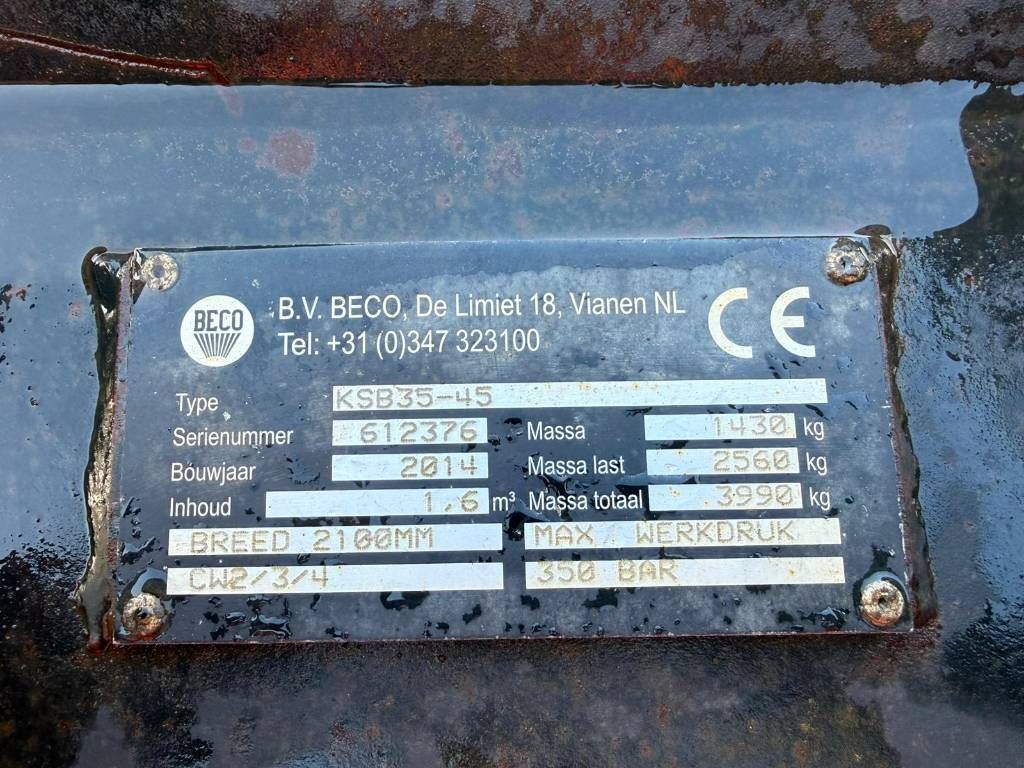 BECO
B.V. BECO, De Limiet 18, Vianen NL
Tel: +31 (0)347 323100
CE
Type KSB35-45
Serienummer 612376 Massa 1430 kg
Bouwjaar 2014 Massa last 2560 kg
Inhoud 1,6 m³ Massa totaal 3990 kg
BREED 2100MM MAX. WERKDRUK
CW2/3/4 350 BAR